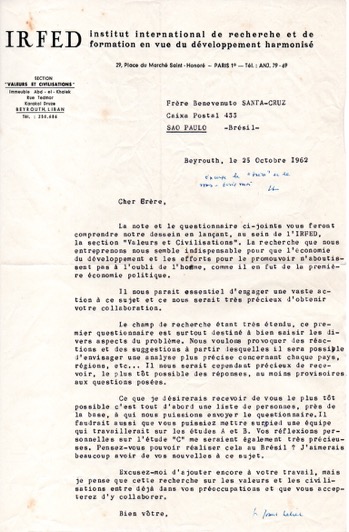 IRFED
institut international de recherche et de
formation en vue du développement harmonisé
29, Place du Marché Saint-Honoré - PARIS 1er - Tél. : ANJ. 79-69
SECTION
"VALEURS ET CIVILISATIONS"
Immeuble Abd-el-Khalek
Rue Tadmor
Karakol Druze
BEYROUTH, LIBAN
Tél. :
Frère Benevenuto SANTA-CRUZ
Caixa Postal 433
SAO PAULO -Brésil-
Beyrouth, le 25 Octobre 1962
Cher Frère,
La note et le questionnaire ci-joints vous feront
comprendre notre dessein en lançant, au sein de l'IRFED,
la section "Valeurs et Civilisations". La recherche que nous
entreprenons nous semble indispensable pour que l'économie
du développement et les efforts pour le promouvoir n'aboutis-
sent pas à l'oubli de l'homme, comme il en fut de la premiè-
re économie politique.
Il nous parait essentiel d'engager une vaste
action à ce sujet et ce nous serait très précieux d'obtenir
votre collaboration.
Le champ de recherche étant très étendu, ce pre-
mier questionnaire est surtout destiné à bien saisir les di-
vers aspects du problème. Nous voulons provoquer des réac-
tions et des suggestions à partir lesquelles il sera possible
d'envisager une analyse plus précise concernant chaque pays,
régions, etc... Il nous serait cependant précieux de rece-
voir, le plus tôt possible des réponses, au moins provisoires
aux questions posées.
Ce que je désirerais recevoir de vous le plus tôt
possible c'est tout d'abord une liste de personnes, près de
la base, à qui nous puissions envoyer le questionnaire. Il
faudrait aussi que vous puissiez mettre surpied une équipe
qui travaillerait sur les études A et B. Vos réflexions per-
sonnelles sur l'étude "C" me seraient également très précieu-
ses. Pensez-vous pouvoir réaliser cela au Brésil ? J'aimerais
beaucoup avoir de vos nouvelles à ce sujet.
Excusez-moi d'ajouter encore à votre travail, mais
je pense que cette recherche sur les valeurs et les civili-
sations entre déjà dans vos préoccupations et que vous accep-
terez d'y collaborer.
Bien vôtre,